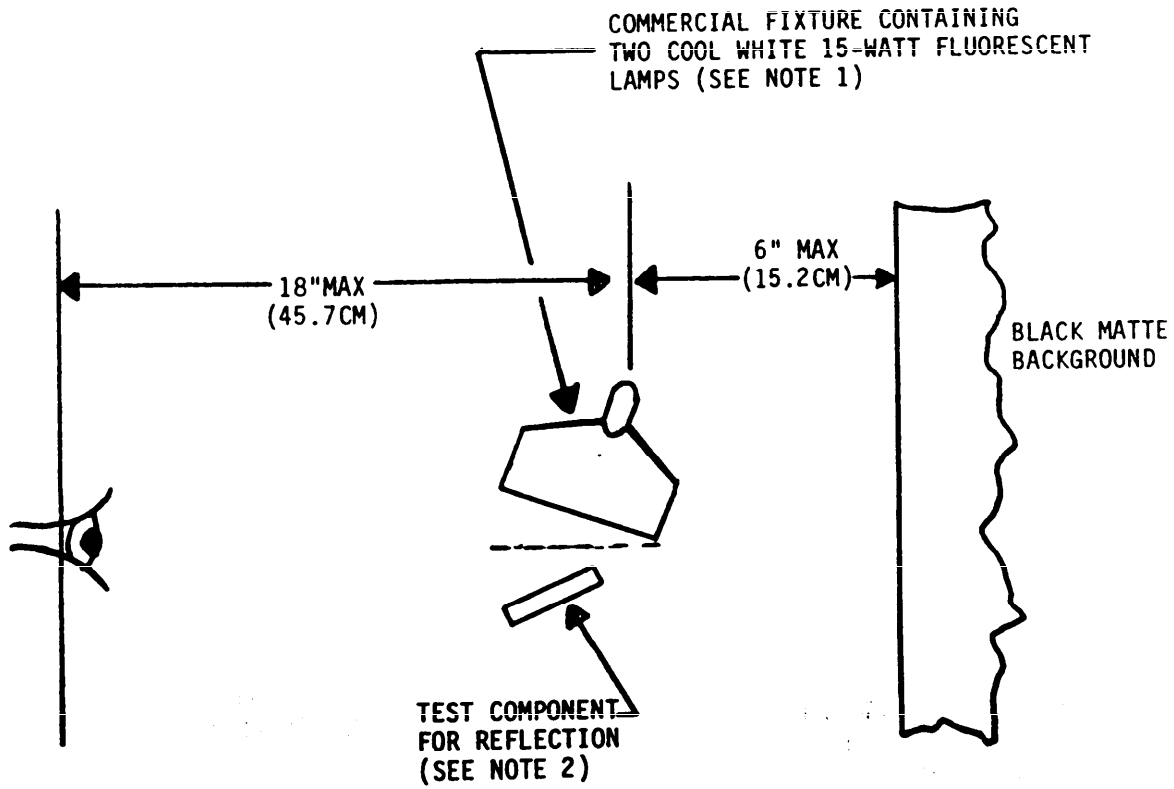 COMMERCIAL FIXTURE CONTAINING
TWO COOL WHITE 15-WATT FLUORESCENT
LAMPS (SEE NOTE 1)
6" MAX
(15.2CM)
18"MAX
(45.7CM)
BLACK MATTE
BACKGROUND
TEST COMPONENT
FOR REFLECTION
(SEE NOTE 2)